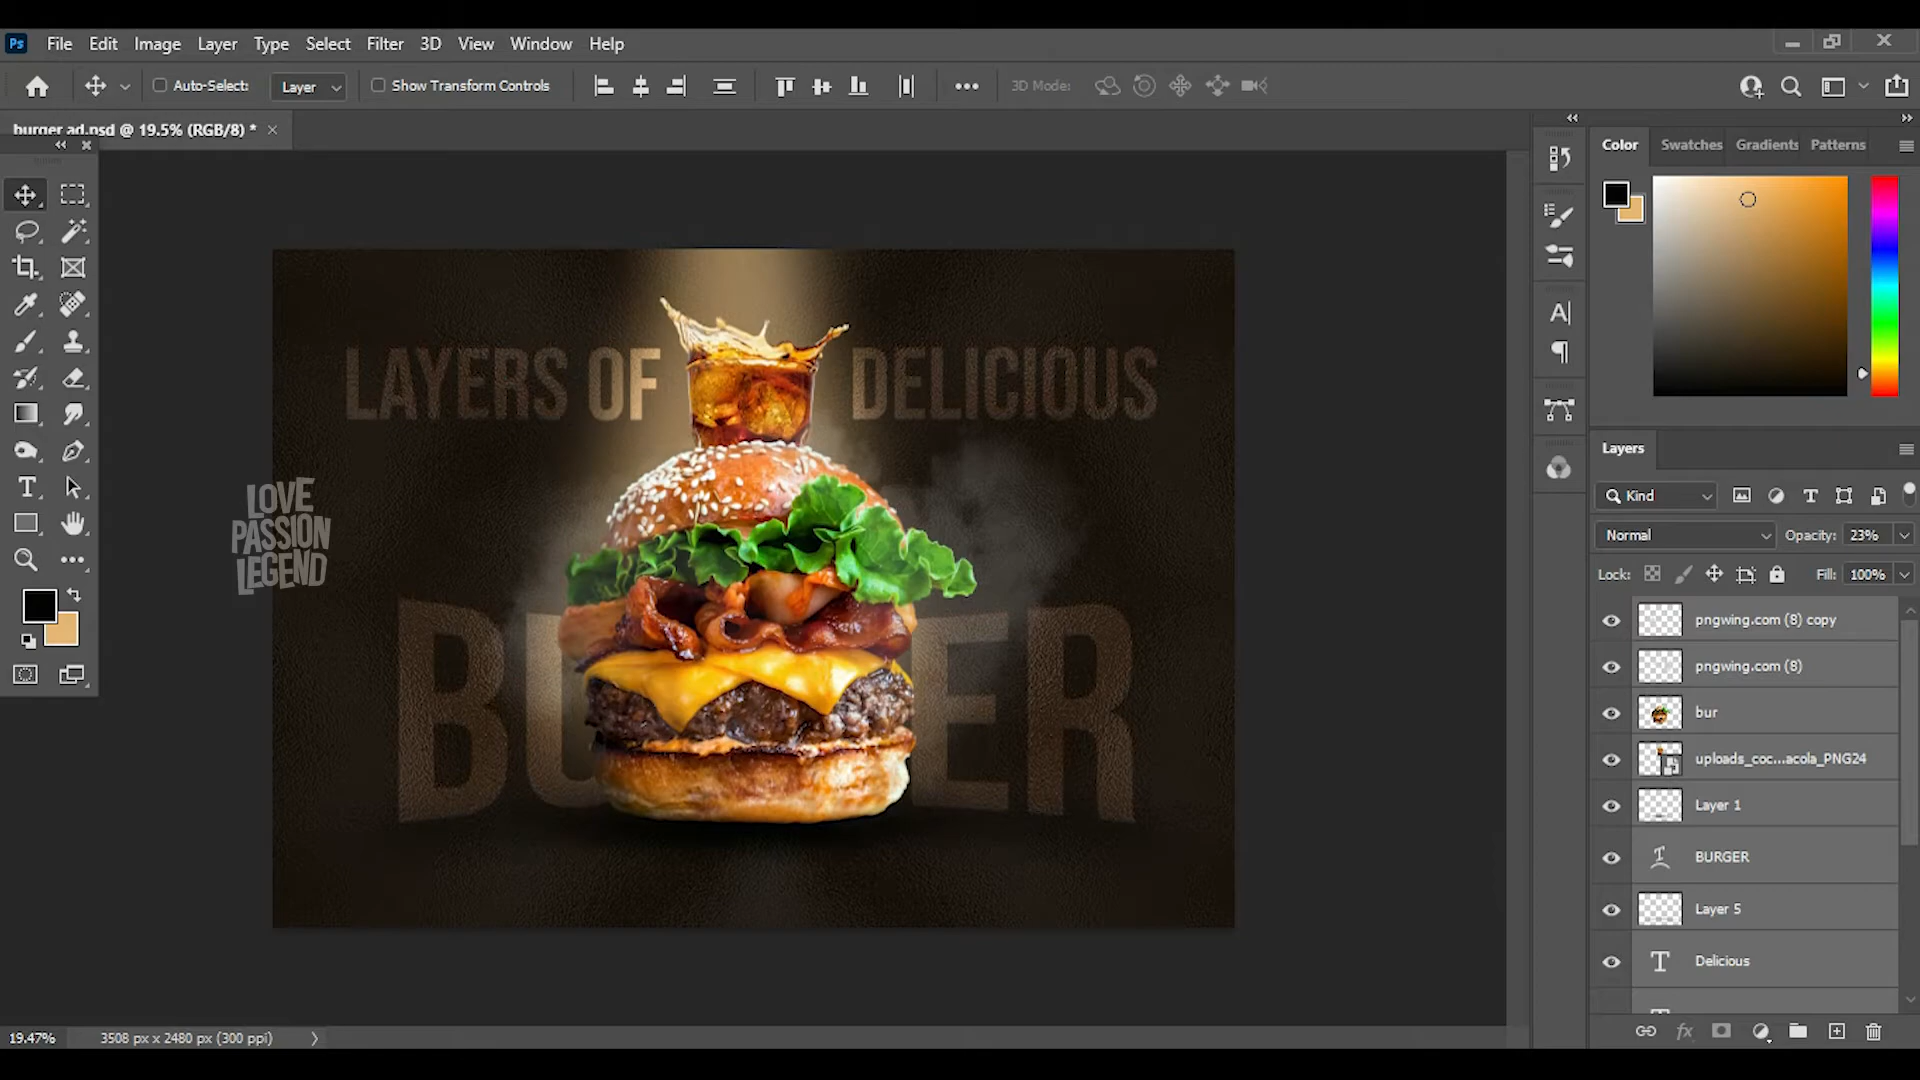 Ps File Edit Image Layer Type Select Filter 3D View Window Help
Auto-Select: Layer Show Transform Controls 3D Mode:
burger ad.psd @ 19.5% (RGB/8) *
Color Swatches Gradients Patterns
LAYERS OF DELICIOUS
BURGER
LOVE
PASSION
LEGEND
Layers
Kind
Normal Opacity: 23%
Lock: Fill: 100%
pngwing.com (8) copy
pngwing.com (8)
bur
uploads_coc...acola_PNG24
Layer 1
BURGER
Layer 5
Delicious
19.47% 3508 px x 2480 px (300 ppi)